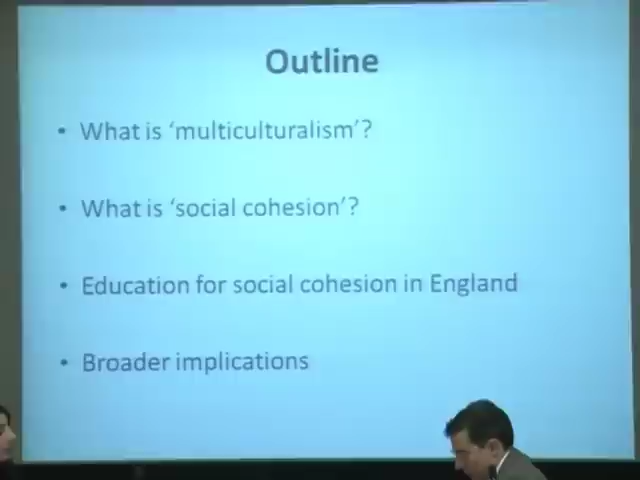 Outline
• What is ‘multiculturalism’?
• What is ‘social cohesion’?
• Education for social cohesion in England
• Broader implications